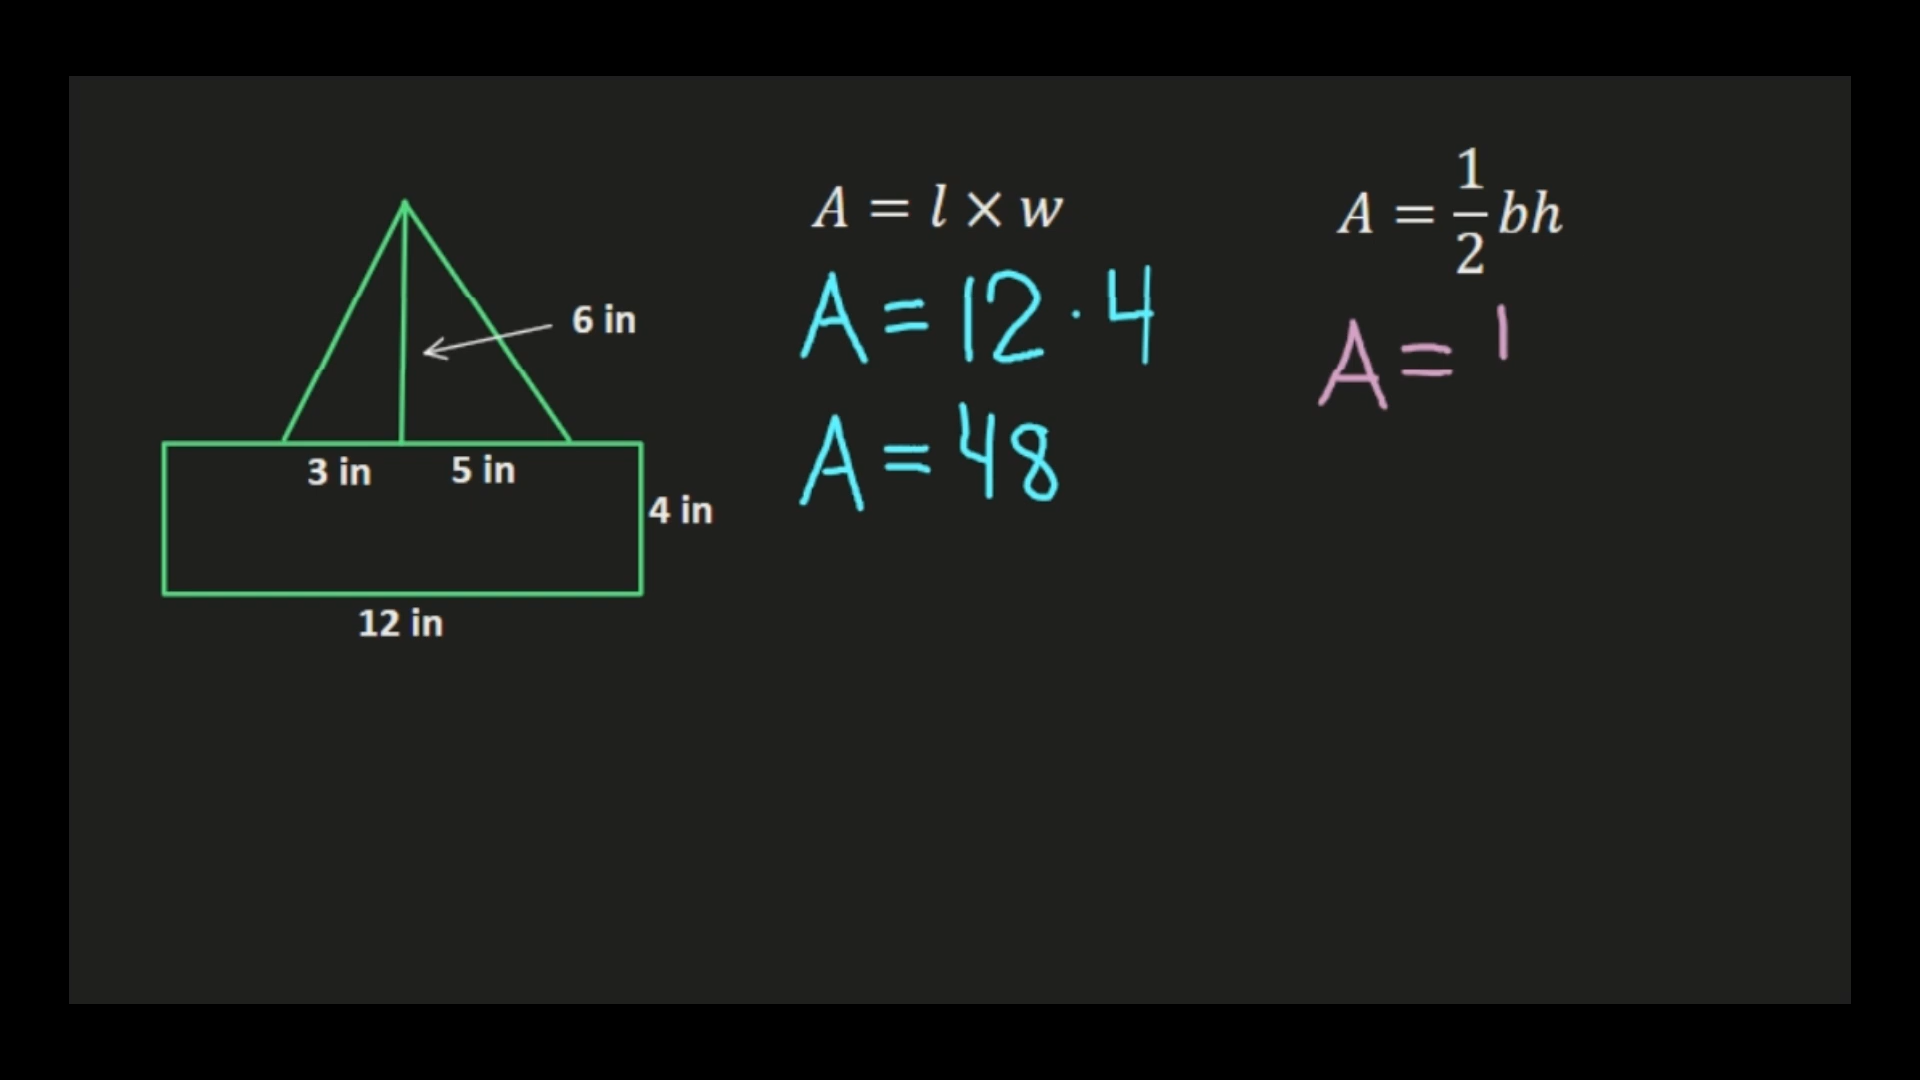 6 in
3 in 5 in
4 in
12 in
A = l × w
A = 12 · 4
A = 48
A = 1/2 bh
A = 1